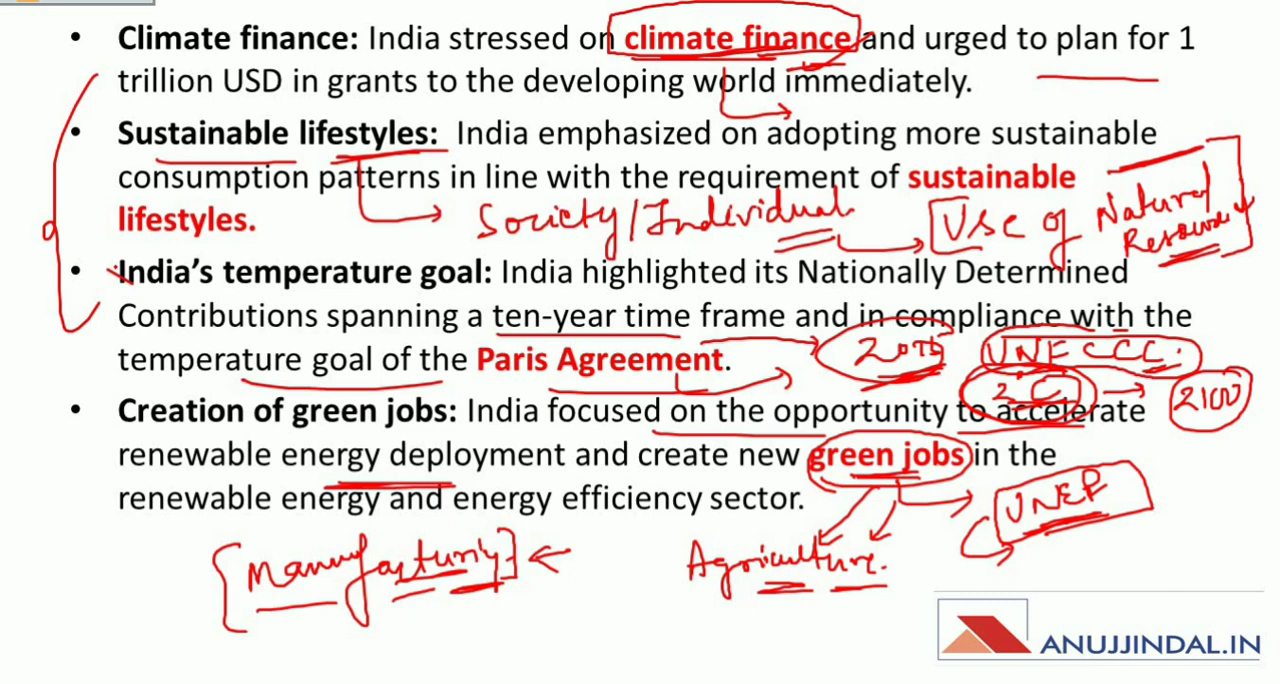 • Climate finance: India stressed on climate finance and urged to plan for 1
trillion USD in grants to the developing world immediately.
• Sustainable lifestyles: India emphasized on adopting more sustainable
consumption patterns in line with the requirement of sustainable
lifestyles.
Society/Individual
Use of Natural
Resource
• India's temperature goal: India highlighted its Nationally Determined
Contributions spanning a ten-year time frame and in compliance with the
temperature goal of the Paris Agreement.
20Th
UNFCCC
2°C
2100
• Creation of green jobs: India focused on the opportunity to accelerate
renewable energy deployment and create new green jobs in the
renewable energy and energy efficiency sector.
UNEP
[Manufacturing]
Agriculture.
ANUJJINDAL.IN